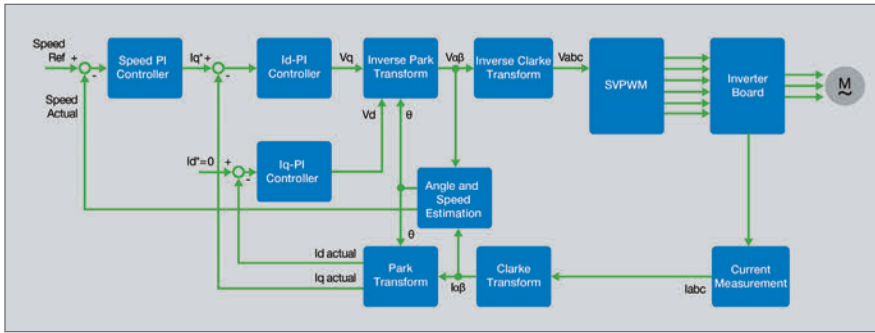 Speed
Ref
+
-
Speed
Actual
Speed PI
Controller
Iq*
+
-
Id-PI
Controller
Vq
Inverse Park
Transform
Vαβ
Inverse Clarke
Transform
Vabc
SVPWM
Inverter
Board
M
~
Vd
θ
Id*=0
+
-
Iq-PI
Controller
Angle and
Speed
Estimation
θ
Id actual
Iq actual
Park
Transform
Iαβ
Clarke
Transform
Iabc
Current
Measurement